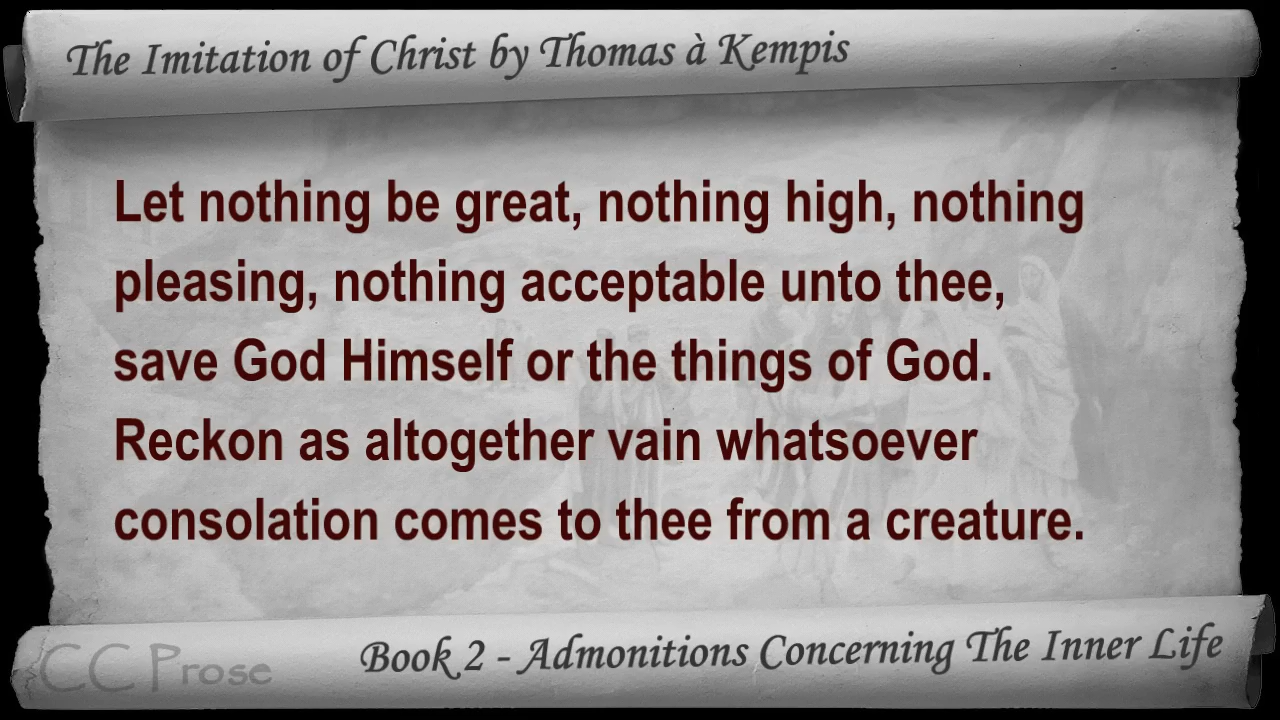 The Imitation of Christ by Thomas à Kempis
Let nothing be great, nothing high, nothing
pleasing, nothing acceptable unto thee,
save God Himself or the things of God.
Reckon as altogether vain whatsoever
consolation comes to thee from a creature.
CC Prose
Book 2 - Admonitions Concerning The Inner Life